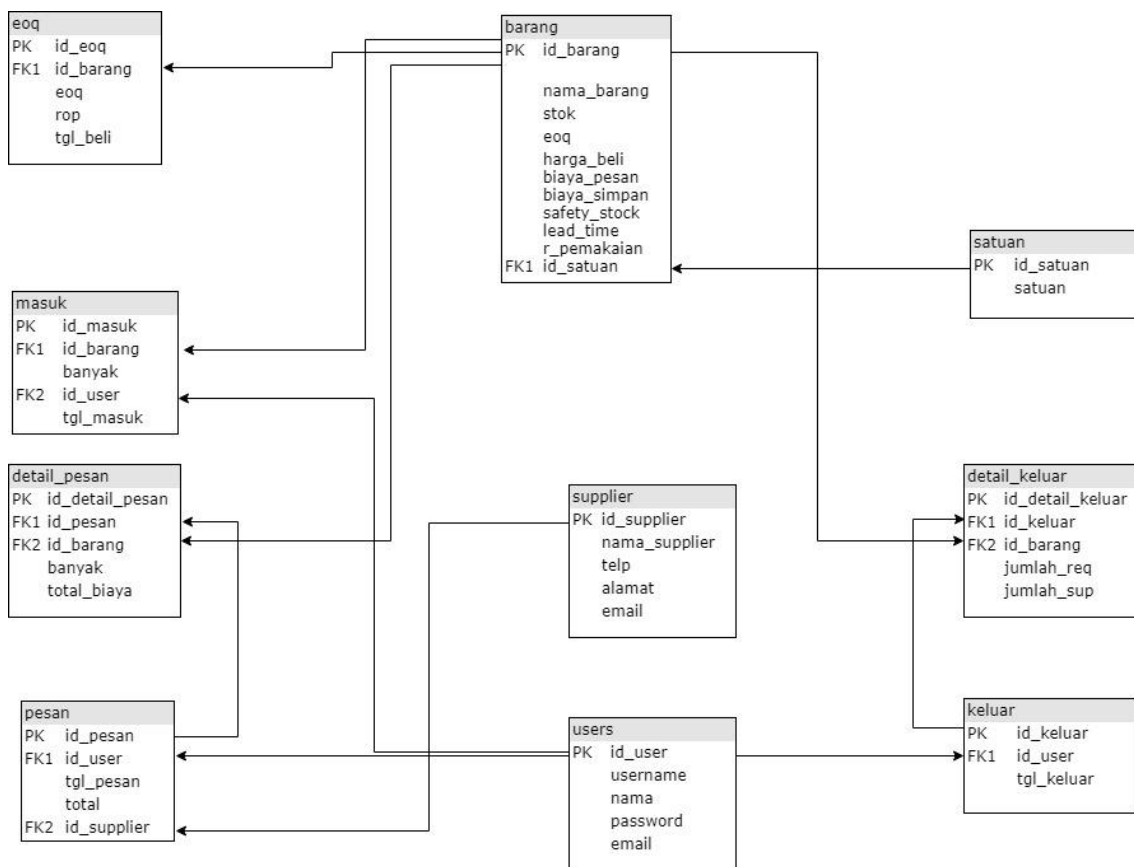 eoq
PK id_eoq
FK1 id_barang
eoq
rop
tgl_beli
barang
PK id_barang
nama_barang
stok
eoq
harga_beli
biaya_pesan
biaya_simpan
safety_stock
lead_time
r_pemakaian
FK1 id_satuan
satuan
PK id_satuan
satuan
masuk
PK id_masuk
FK1 id_barang
banyak
FK2 id_user
tgl_masuk
detail_pesan
PK id_detail_pesan
FK1 id_pesan
FK2 id_barang
banyak
total_biaya
supplier
PK id_supplier
nama_supplier
telp
alamat
email
detail_keluar
PK id_detail_keluar
FK1 id_keluar
FK2 id_barang
jumlah_req
jumlah_sup
pesan
PK id_pesan
FK1 id_user
tgl_pesan
total
FK2 id_supplier
users
PK id_user
username
nama
password
email
keluar
PK id_keluar
FK1 id_user
tgl_keluar